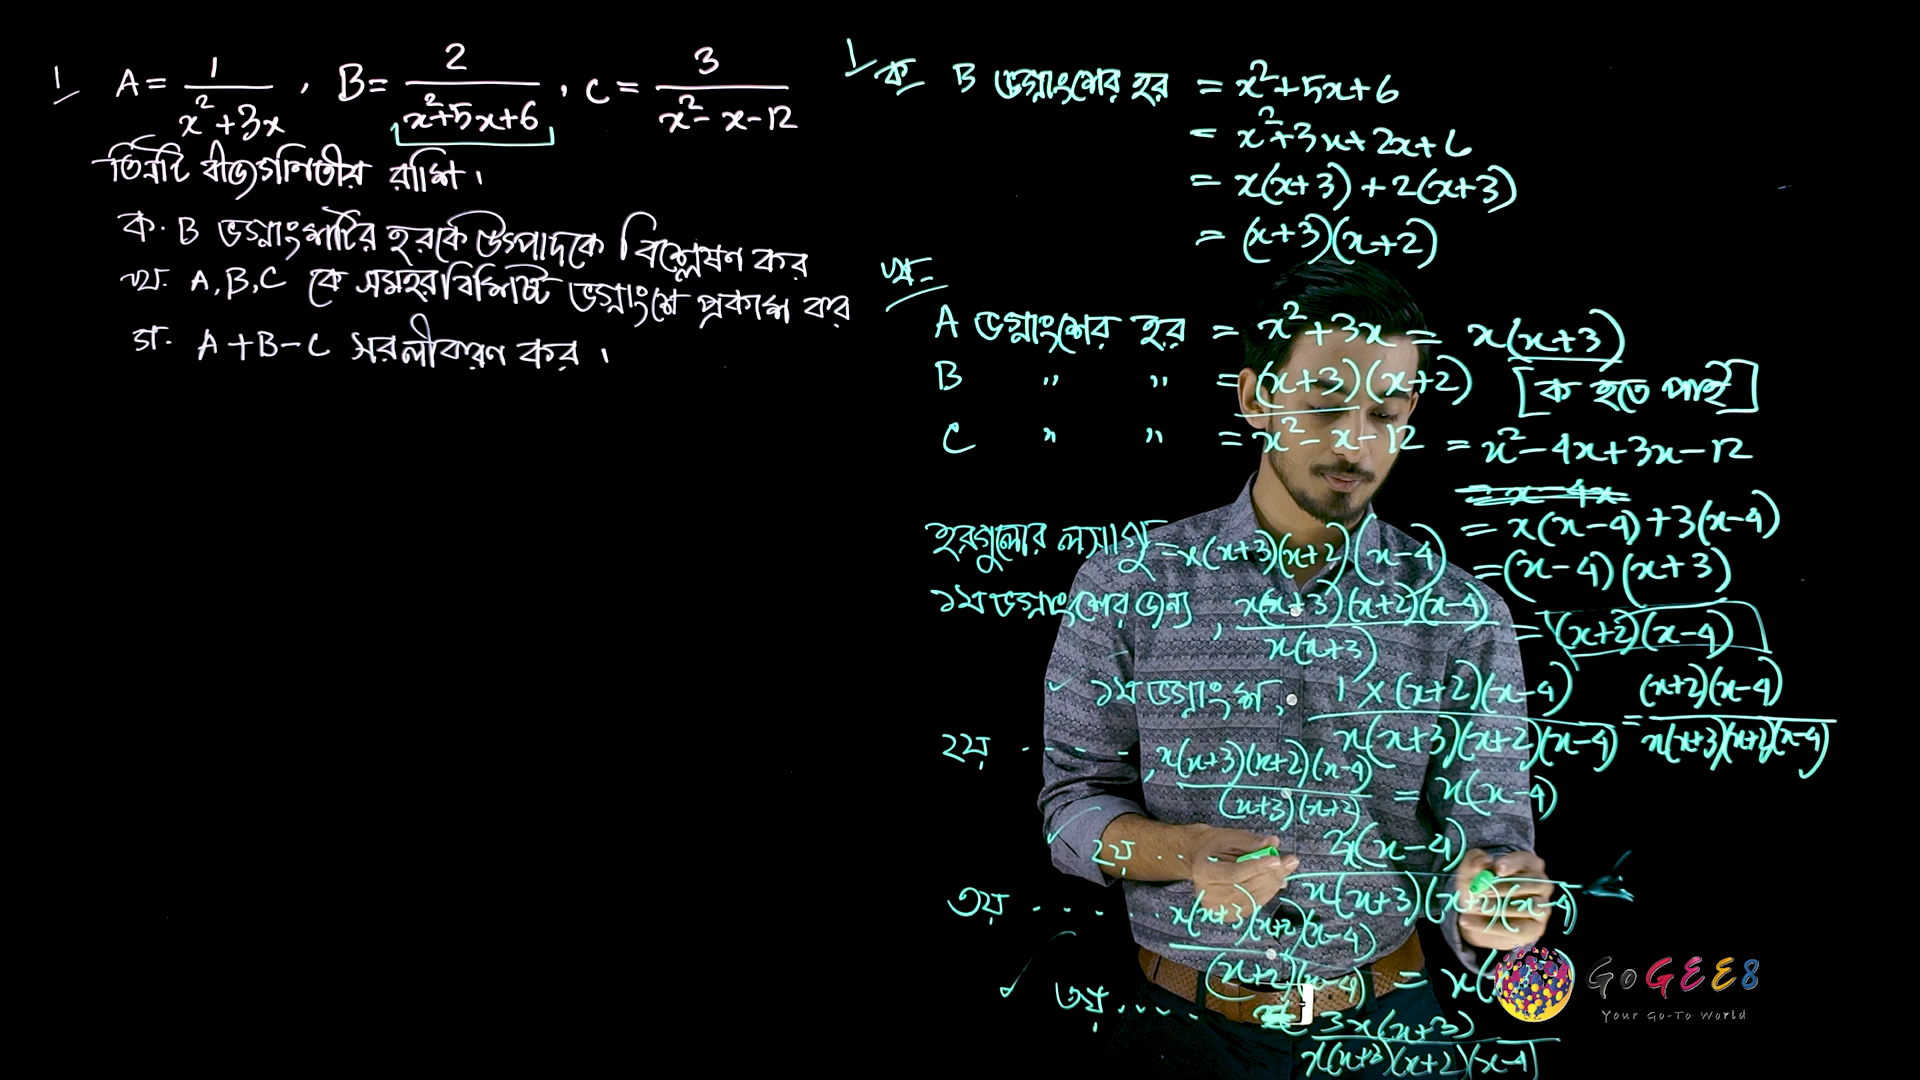 1 A = 1/(x²+3x) , B = 2/(x²+5x+6) , C = 3/(x²-x-12)
তিনটি বীজগণিতীয় রাশি।
ক. B ভগ্নাংশটির হরকে উৎপাদকে বিশ্লেষণ কর
খ. A, B, C কে সমহরবিশিষ্ট ভগ্নাংশে প্রকাশ কর
গ. A+B-C সরলীকরণ কর।
1 ক B ভগ্নাংশের হর = x²+5x+6
= x²+3x+2x+6
= x(x+3)+2(x+3)
= (x+3)(x+2)
খ
A ভগ্নাংশের হর = x²+3x = x(x+3)
B " " = (x+3)(x+2) [ক হতে পাই]
C " " = x²-x-12 = x²-4x+3x-12
= x(x-4)+3(x-4)
= (x-4)(x+3)
হরগুলোর লসাগু = x(x+3)(x+2)(x-4)
১ম ভগ্নাংশের জন্য, x(x+3)(x+2)(x-4)/x(x+3) = (x+2)(x-4)
১ম ভগ্নাংশ, 1×(x+2)(x-4)/x(x+3)(x+2)(x-4) = (x+2)(x-4)/x(x+3)(x+2)(x-4)
২য় - - - - , x(x+3)(x+2)(x-4)/(x+3)(x+2) = x(x-4)
২য় . . . 2x(x-4)/x(x+3)(x+2)(x-4)
৩য় . . . . . x(x+3)(x+2)(x-4)/(x+2)(x-4) = x(
৩য়, . . . . 3x(x+3)/x(x+3)(x+2)(x-4)
GoGEE8
Your Go-To World